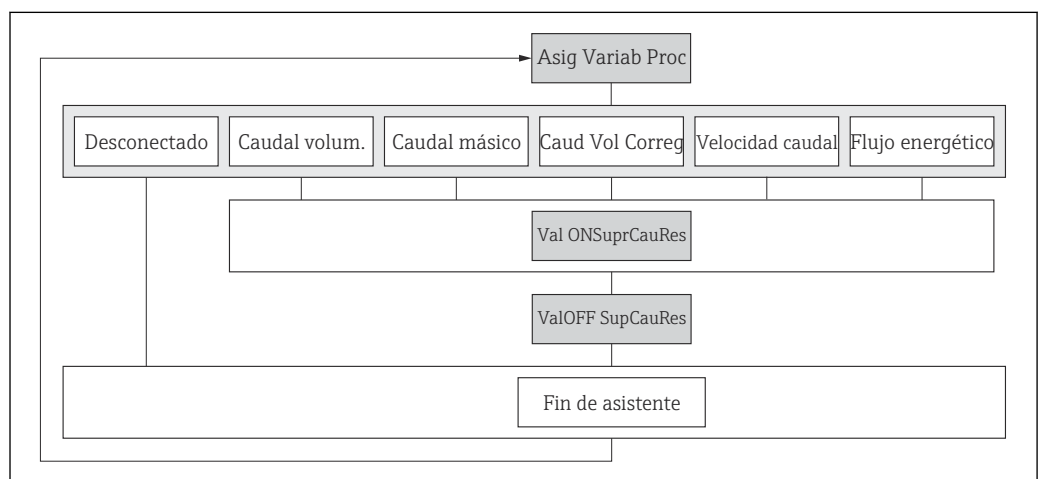 Asig Variab Proc
Desconectado
Caudal volum.
Caudal másico
Caud Vol Correg
Velocidad caudal
Flujo energético
Val ONSuprCauRes
ValOFF SupCauRes
Fin de asistente